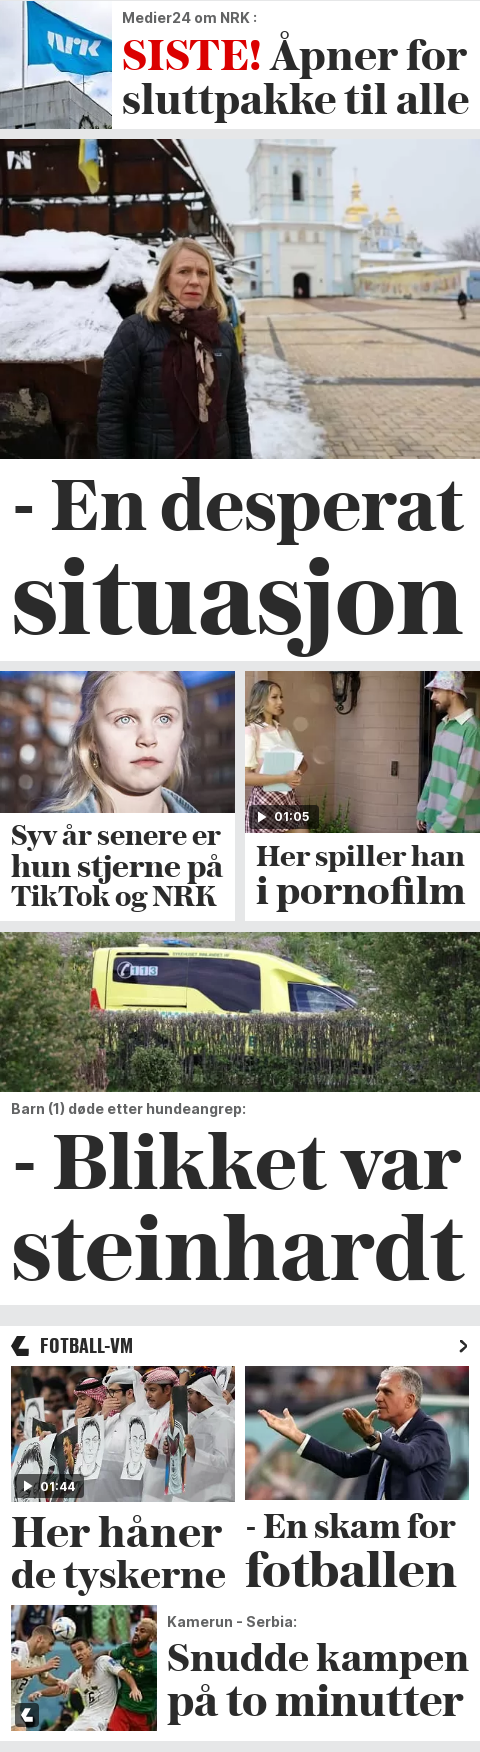 nrk
Medier24 om NRK :
SISTE! Åpner for
sluttpakke til alle
- En desperat
situasjon
Syv år senere er
hun stjerne på
TikTok og NRK
01:05
Her spiller han
i pornofilm
113
Barn (1) døde etter hundeangrep:
- Blikket var
steinhardt
FOTBALL-VM
01:44
Her håner
de tyskerne
- En skam for
fotballen
Kamerun - Serbia:
Snudde kampen
på to minutter